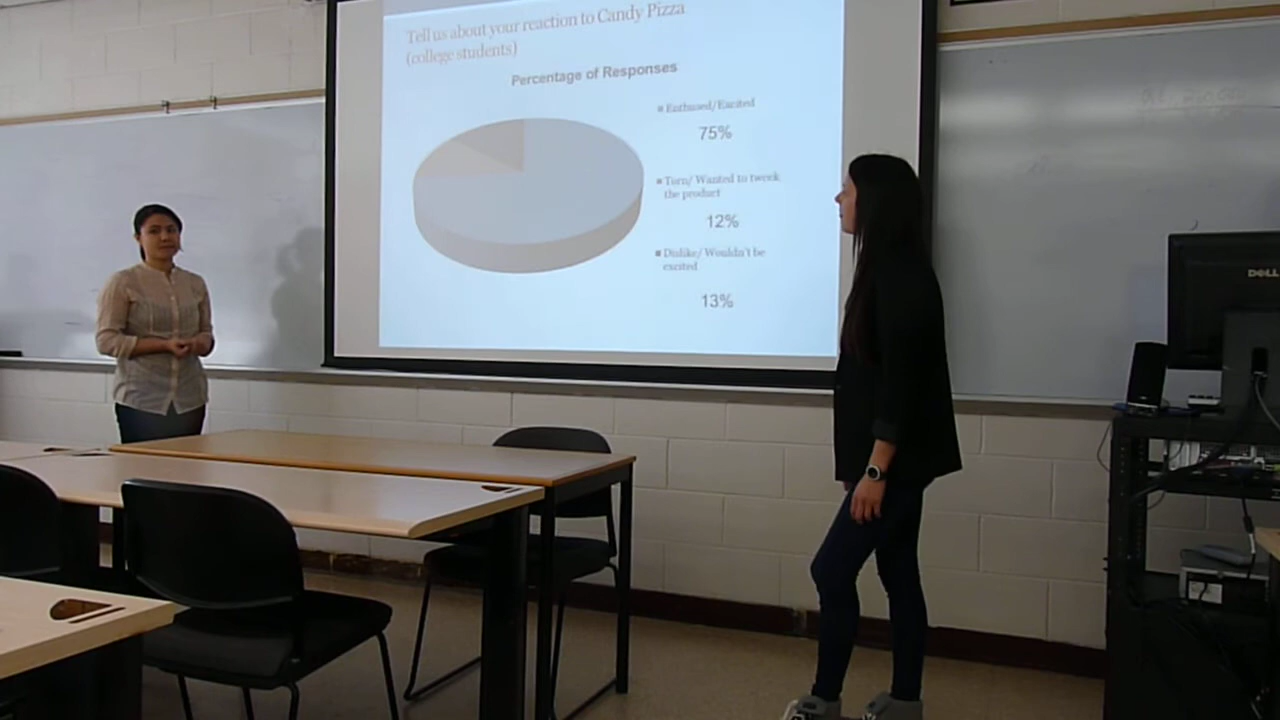 Tell us about your reaction to Candy Pizza
(college students)
Percentage of Responses
Enthused/Excited
75%
Torn/ Wanted to tweek
the product
12%
Dislike/ Wouldn't be
excited
13%
DELL